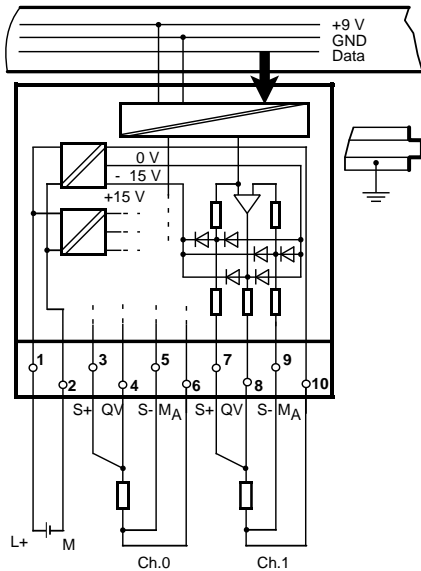 +9 V
GND
Data
0 V
- 15 V
+15 V
1 2 3 4 5 6 7 8 9 10
S+ QV S- MA S+ QV S- MA
L+ M
Ch.0 Ch.1